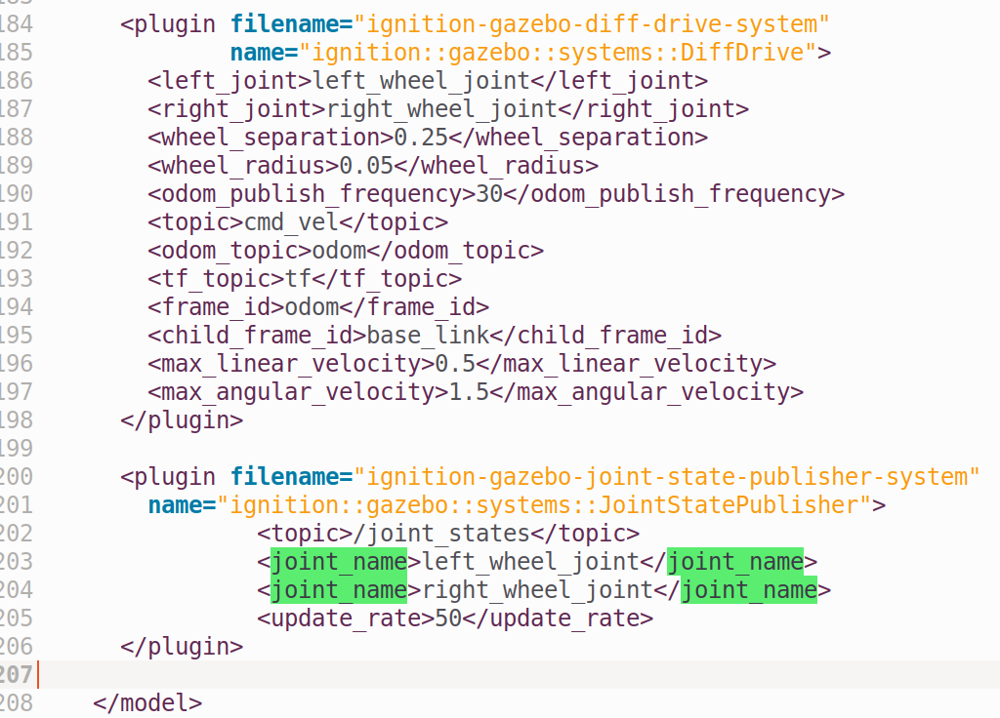 184 <plugin filename="ignition-gazebo-diff-drive-system"
185 name="ignition::gazebo::systems::DiffDrive">
186 <left_joint>left_wheel_joint</left_joint>
187 <right_joint>right_wheel_joint</right_joint>
188 <wheel_separation>0.25</wheel_separation>
189 <wheel_radius>0.05</wheel_radius>
190 <odom_publish_frequency>30</odom_publish_frequency>
191 <topic>cmd_vel</topic>
192 <odom_topic>odom</odom_topic>
193 <tf_topic>tf</tf_topic>
194 <frame_id>odom</frame_id>
195 <child_frame_id>base_link</child_frame_id>
196 <max_linear_velocity>0.5</max_linear_velocity>
197 <max_angular_velocity>1.5</max_angular_velocity>
198 </plugin>
199
200 <plugin filename="ignition-gazebo-joint-state-publisher-system"
201 name="ignition::gazebo::systems::JointStatePublisher">
202 <topic>/joint_states</topic>
203 <joint_name>left_wheel_joint</joint_name>
204 <joint_name>right_wheel_joint</joint_name>
205 <update_rate>50</update_rate>
206 </plugin>
207
208 </model>